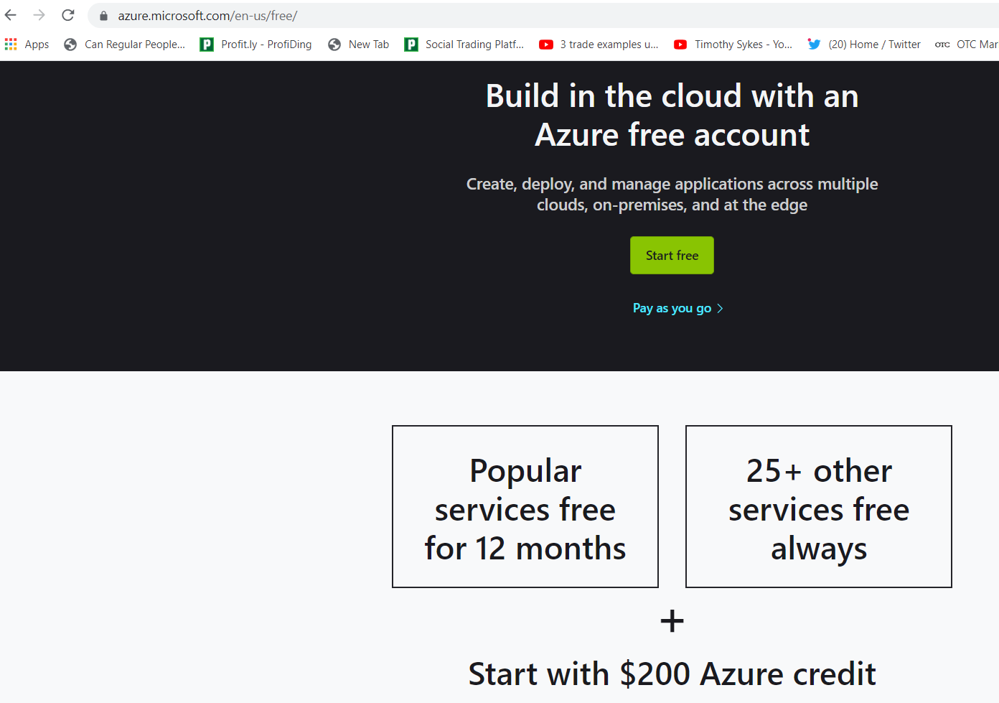 azure.microsoft.com/en-us/free/
Apps Can Regular People... Profit.ly - ProfiDing New Tab Social Trading Platf... 3 trade examples u... Timothy Sykes - Yo... (20) Home / Twitter OTC OTC Mar
Build in the cloud with an
Azure free account
Create, deploy, and manage applications across multiple
clouds, on-premises, and at the edge
Start free
Pay as you go
Popular
services free
for 12 months
25+ other
services free
always
+
Start with $200 Azure credit